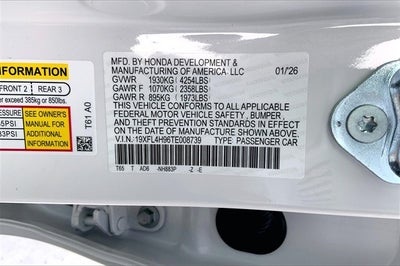 INFORMATION
FRONT 2 REAR 3
er exceed 385kg or 850lbs.
SEE OWNER'S
MANUAL FOR
ADDITIONAL
INFORMATION
T61 A0
MFD. BY HONDA DEVELOPMENT & 01/26
MANUFACTURING OF AMERICA, LLC
GVWR 1930KG 4254LBS
GAWR F 1070KG 2358LBS
GAWR R 895KG 1973LBS
THIS VEHICLE CONFORMS TO ALL APPLICABLE
FEDERAL MOTOR VEHICLE SAFETY , BUMPER ,
AND THEFT PREVENTION STANDARDS IN EFFECT
ON THE DATE OF MANUFACTURE SHOWN ABOVE.
V.I.N. :19XFL4H96TE008739 TYPE: PASSENGER CAR
T65 T AD6 -NH883P -Z -E